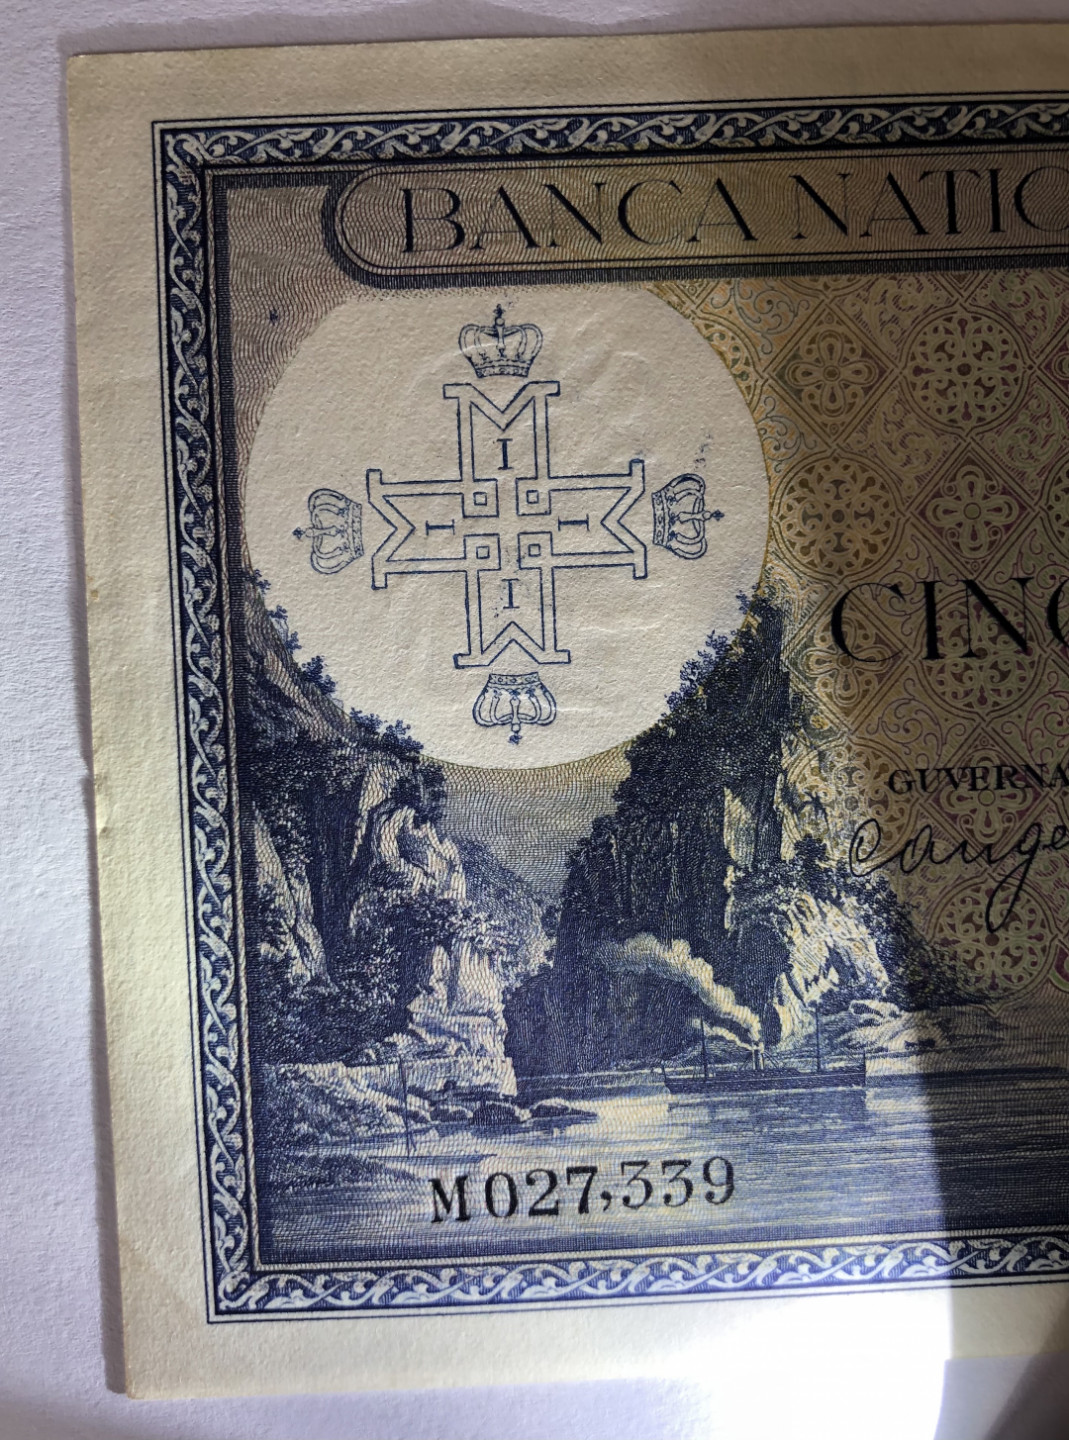 BANCA NATIO
M
I
M I I M
I
M
CINC
GUVERNA
M027,339